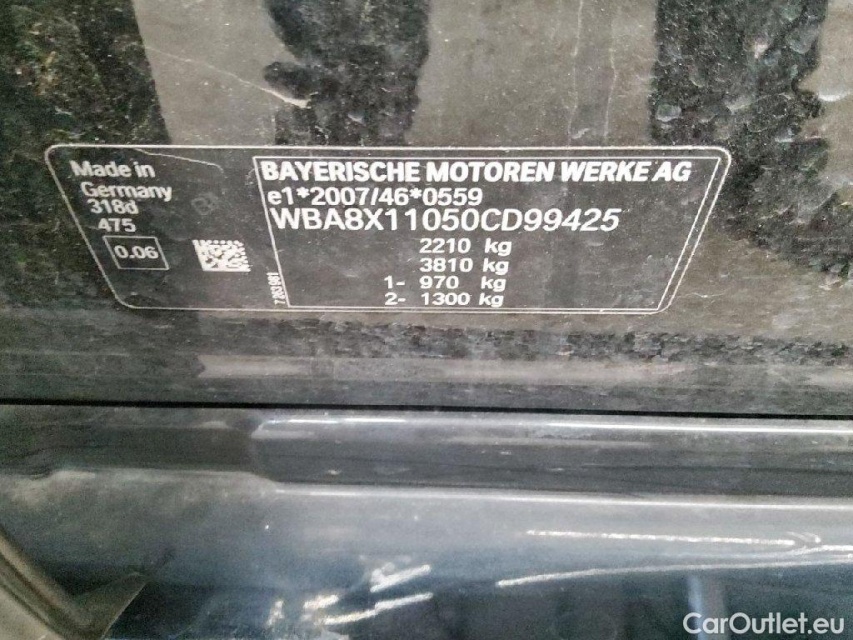 Made in
Germany
318d
475
0.06
7263981
BAYERISCHE MOTOREN WERKE AG
e1*2007/46*0559
WBA8X11050CD99425
2210 kg
3810 kg
1- 970 kg
2- 1300 kg
CarOutlet.eu